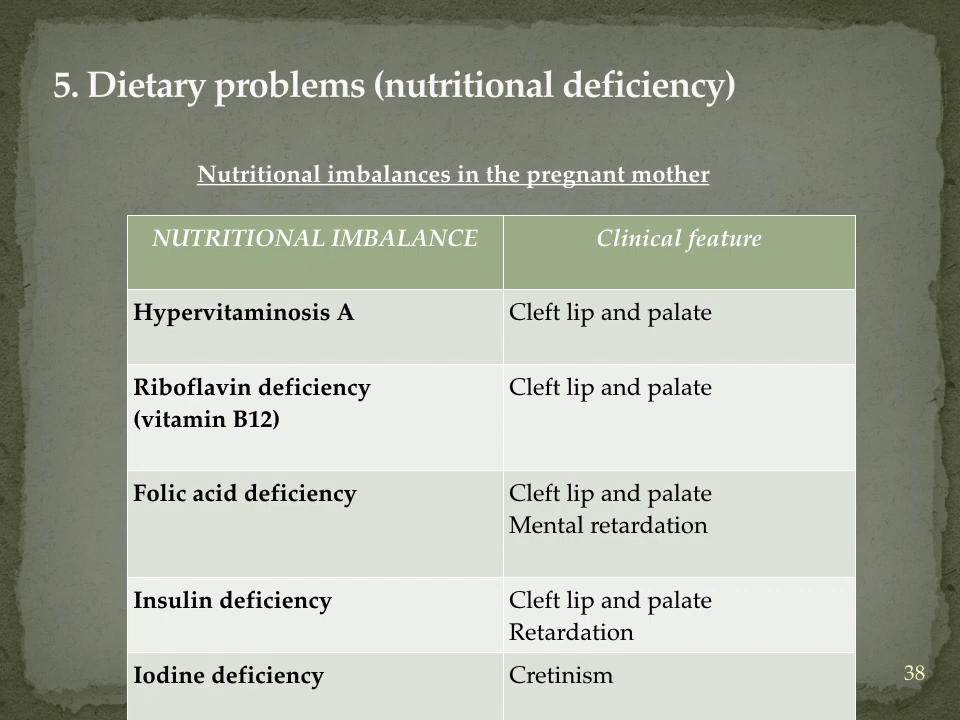 5. Dietary problems (nutritional deficiency)
Nutritional imbalances in the pregnant mother
NUTRITIONAL IMBALANCE
Clinical feature
Hypervitaminosis A
Cleft lip and palate
Riboflavin deficiency
(vitamin B12)
Cleft lip and palate
Folic acid deficiency
Cleft lip and palate
Mental retardation
Insulin deficiency
Cleft lip and palate
Retardation
Iodine deficiency
Cretinism
38